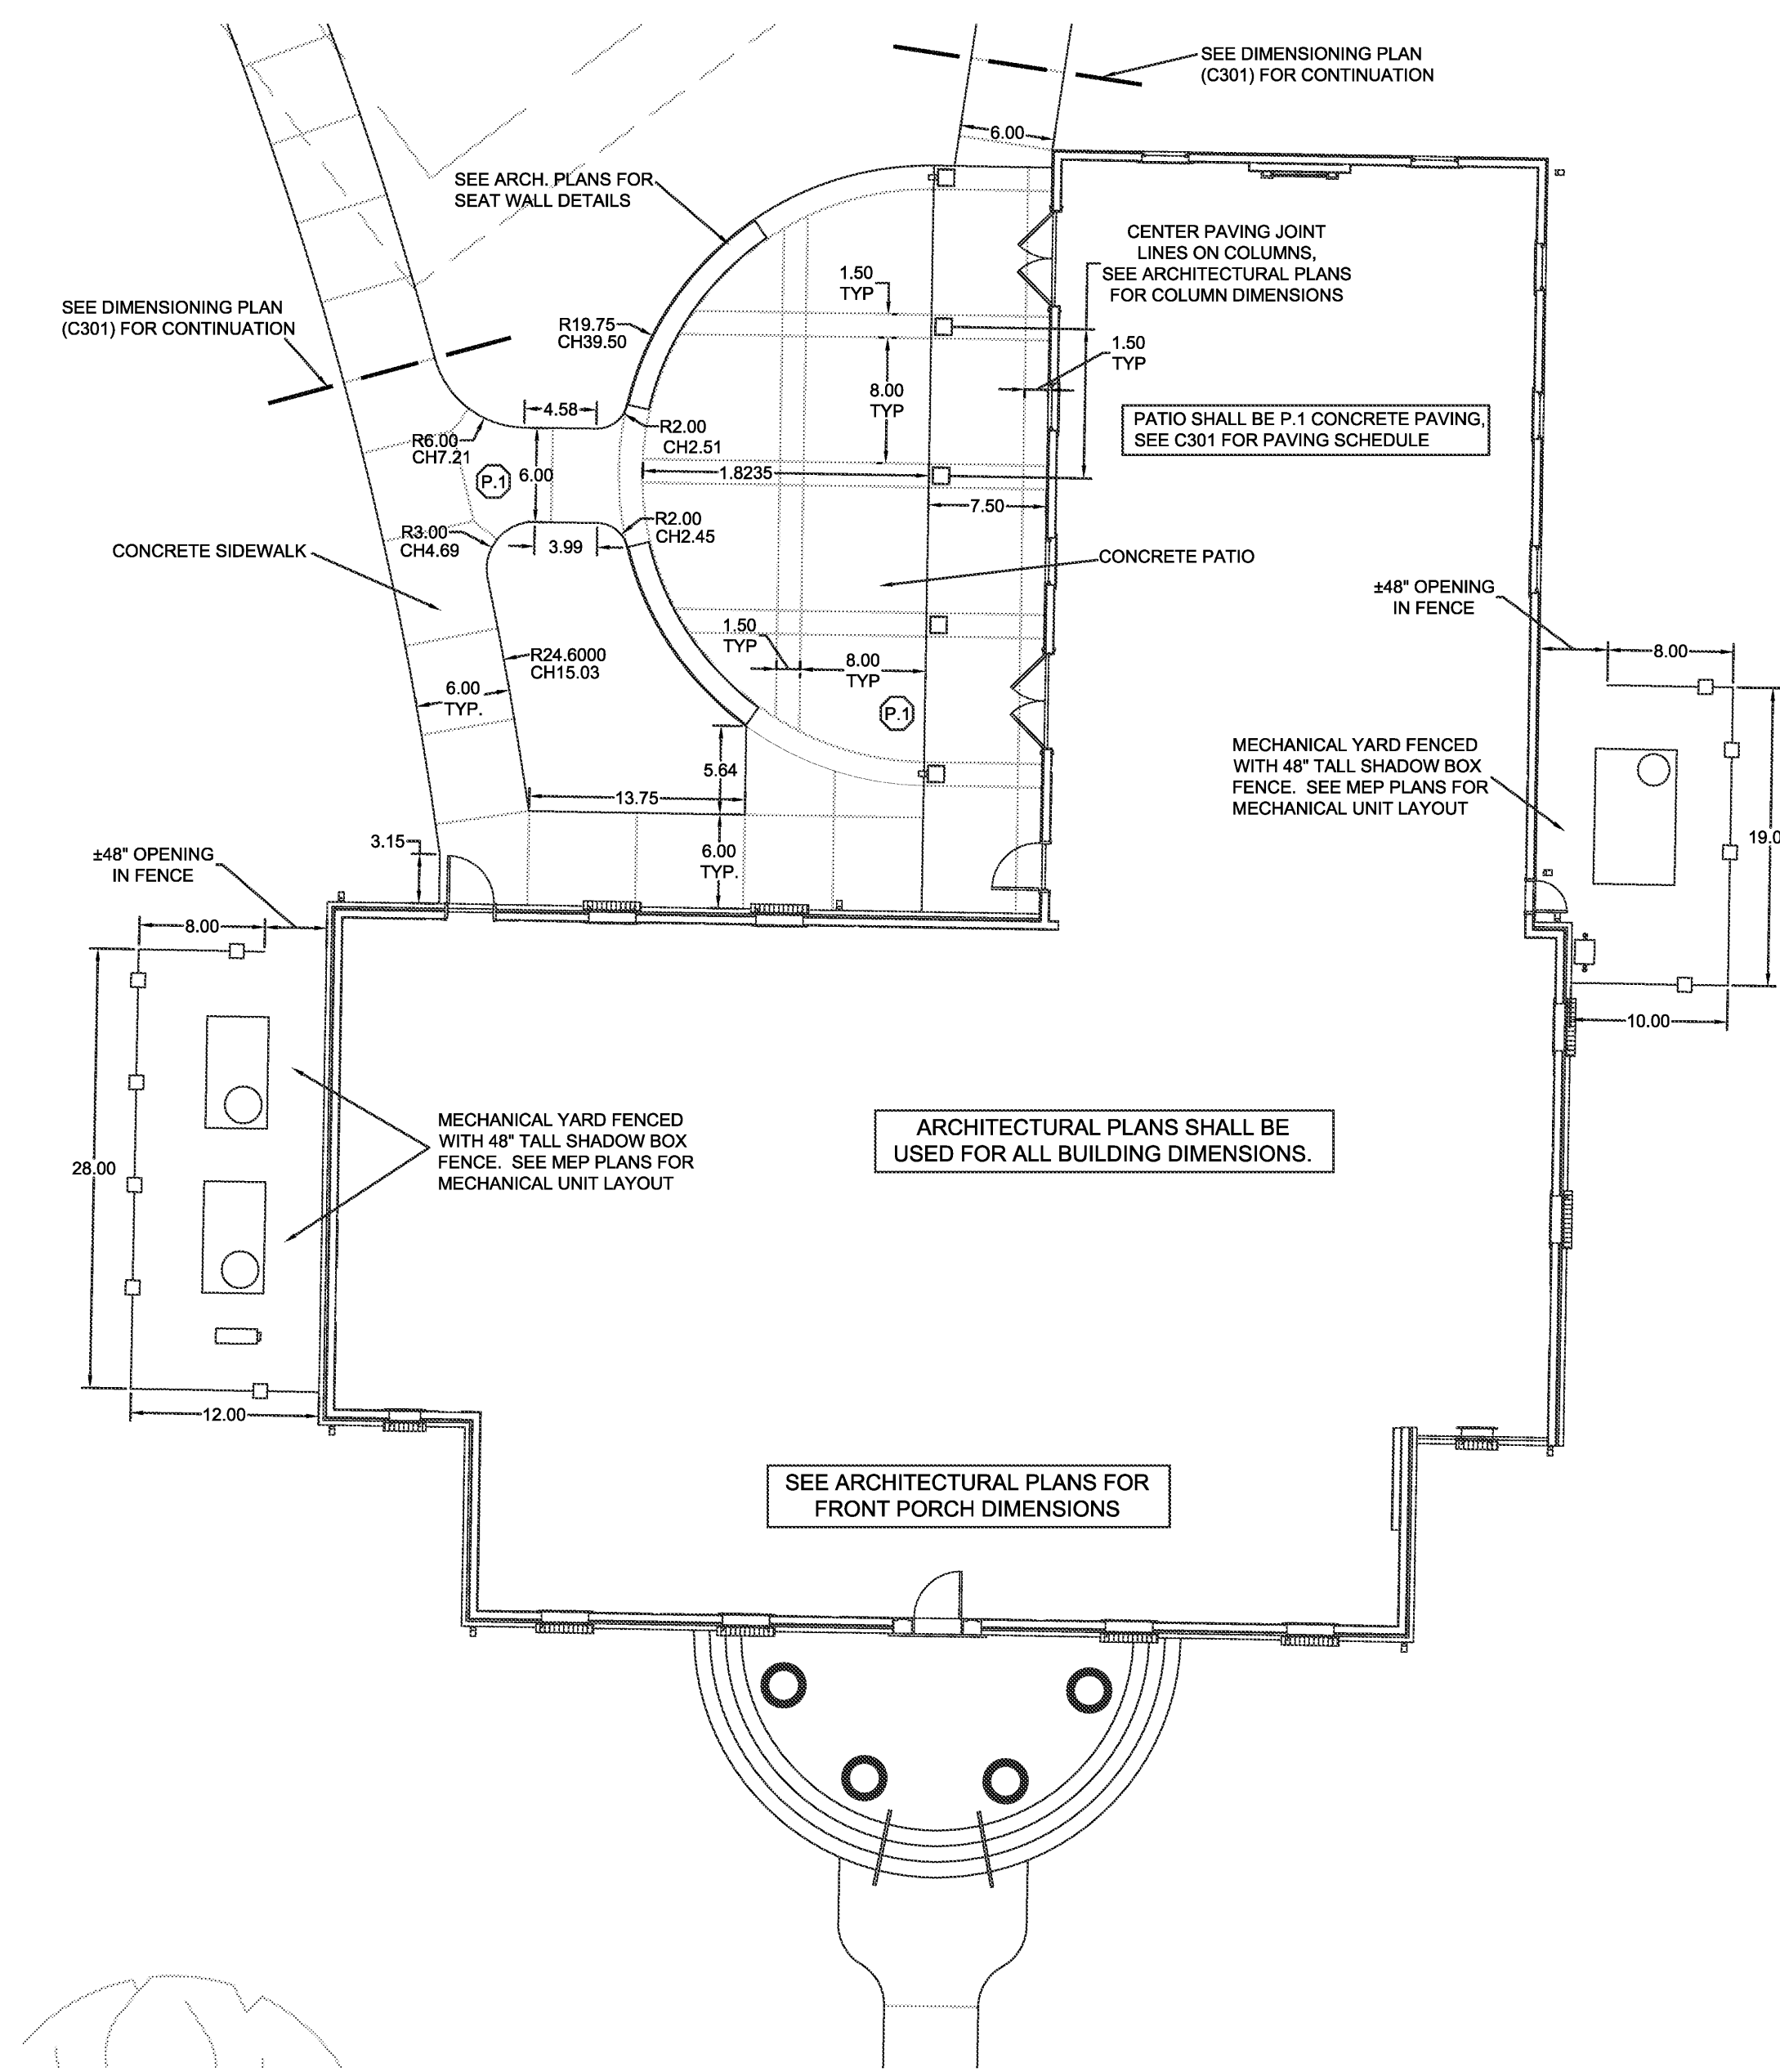 SEE DIMENSIONING PLAN
(C301) FOR CONTINUATION
6.00
SEE ARCH. PLANS FOR
SEAT WALL DETAILS
CENTER PAVING JOINT
LINES ON COLUMNS,
SEE ARCHITECTURAL PLANS
FOR COLUMN DIMENSIONS
1.50
TYP
SEE DIMENSIONING PLAN
(C301) FOR CONTINUATION
R19.75
CH39.50
1.50
TYP
8.00
TYP
4.58
R2.00
CH2.51
PATIO SHALL BE P.1 CONCRETE PAVING,
SEE C301 FOR PAVING SCHEDULE
R6.00
CH7.21
P.1
6.00
1.8235
7.50
R3.00
CH4.69
3.99
R2.00
CH2.45
CONCRETE SIDEWALK
CONCRETE PATIO
±48" OPENING
IN FENCE
8.00
1.50
TYP
8.00
TYP
R24.6000
CH15.03
6.00
TYP.
P.1
MECHANICAL YARD FENCED
WITH 48" TALL SHADOW BOX
FENCE. SEE MEP PLANS FOR
MECHANICAL UNIT LAYOUT
5.64
13.75
19.0
3.15
6.00
TYP.
±48" OPENING
IN FENCE
8.00
10.00
MECHANICAL YARD FENCED
WITH 48" TALL SHADOW BOX
FENCE. SEE MEP PLANS FOR
MECHANICAL UNIT LAYOUT
ARCHITECTURAL PLANS SHALL BE
USED FOR ALL BUILDING DIMENSIONS.
28.00
12.00
SEE ARCHITECTURAL PLANS FOR
FRONT PORCH DIMENSIONS